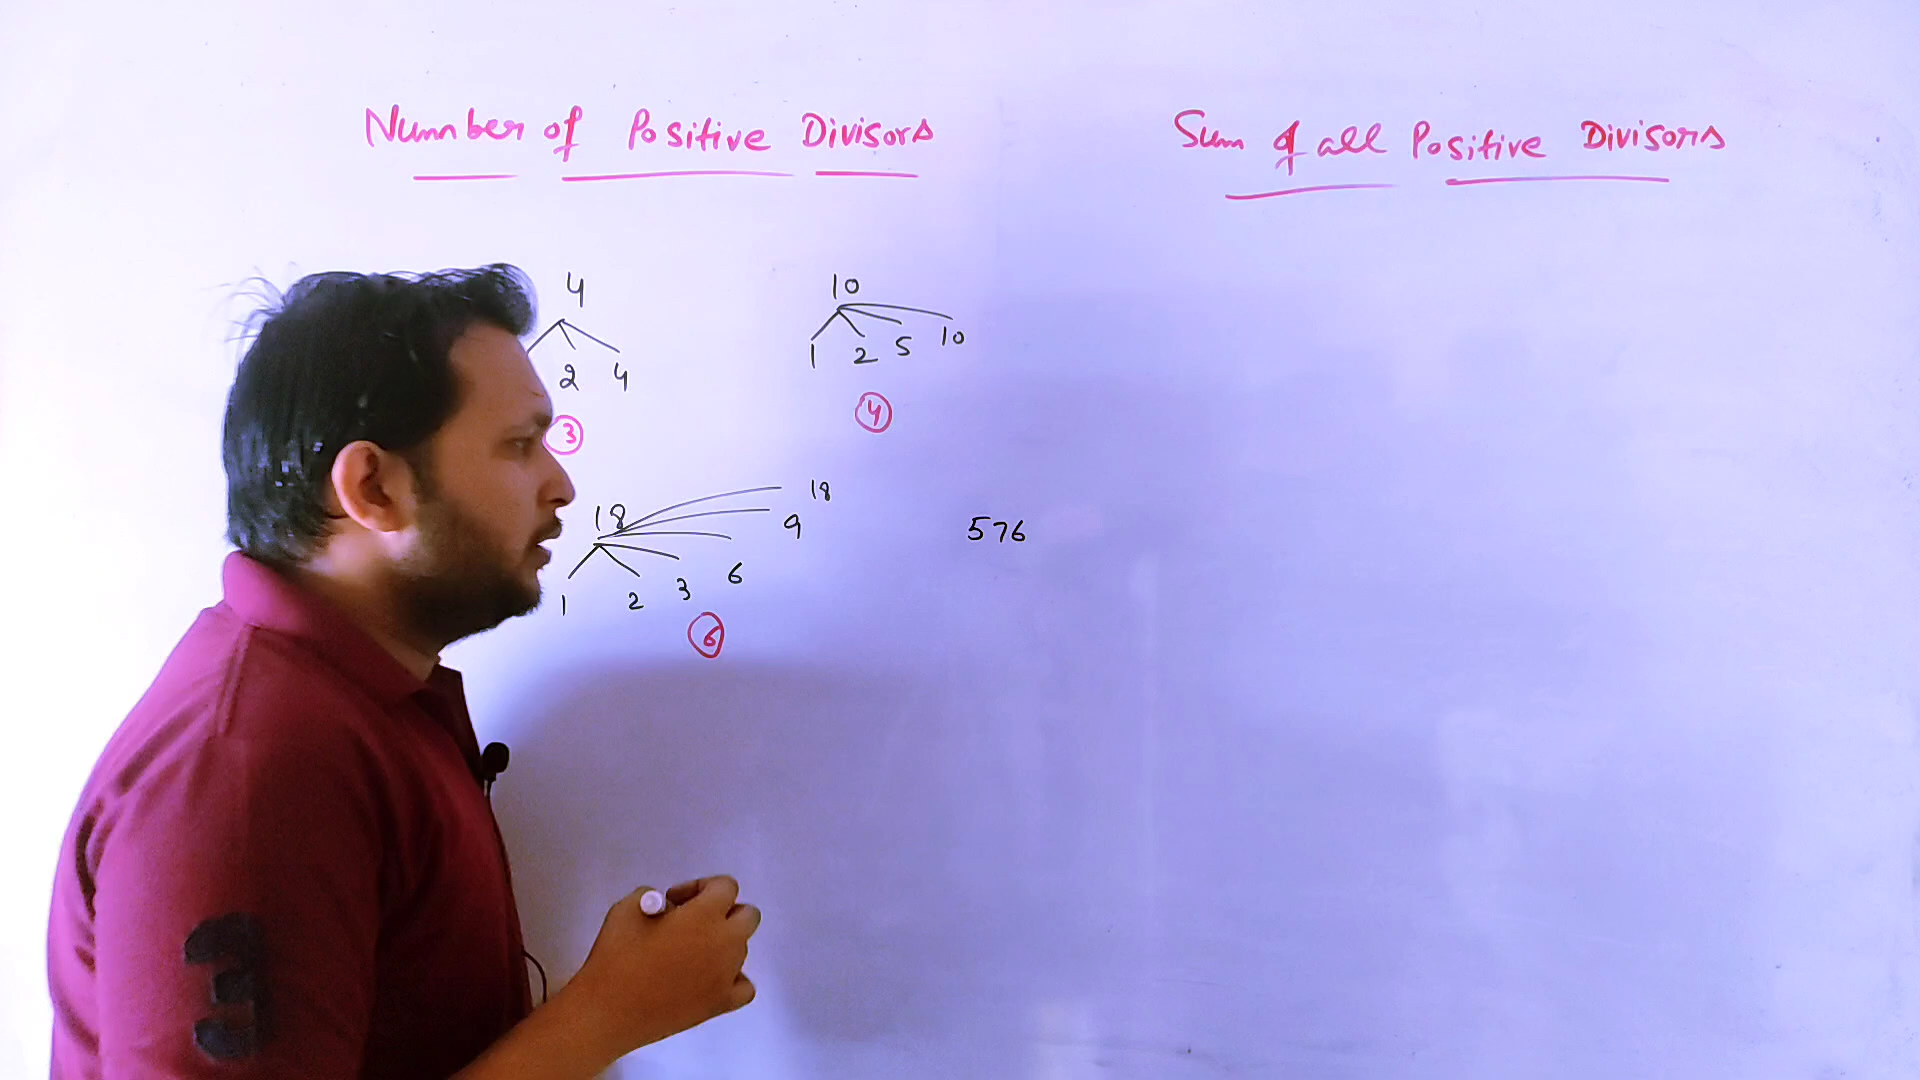 Number of Positive Divisors
Sum of all Positive Divisors
4
2 4
3
10
1 2 5 10
4
18
1 2 3 6 9 18
6
576
3